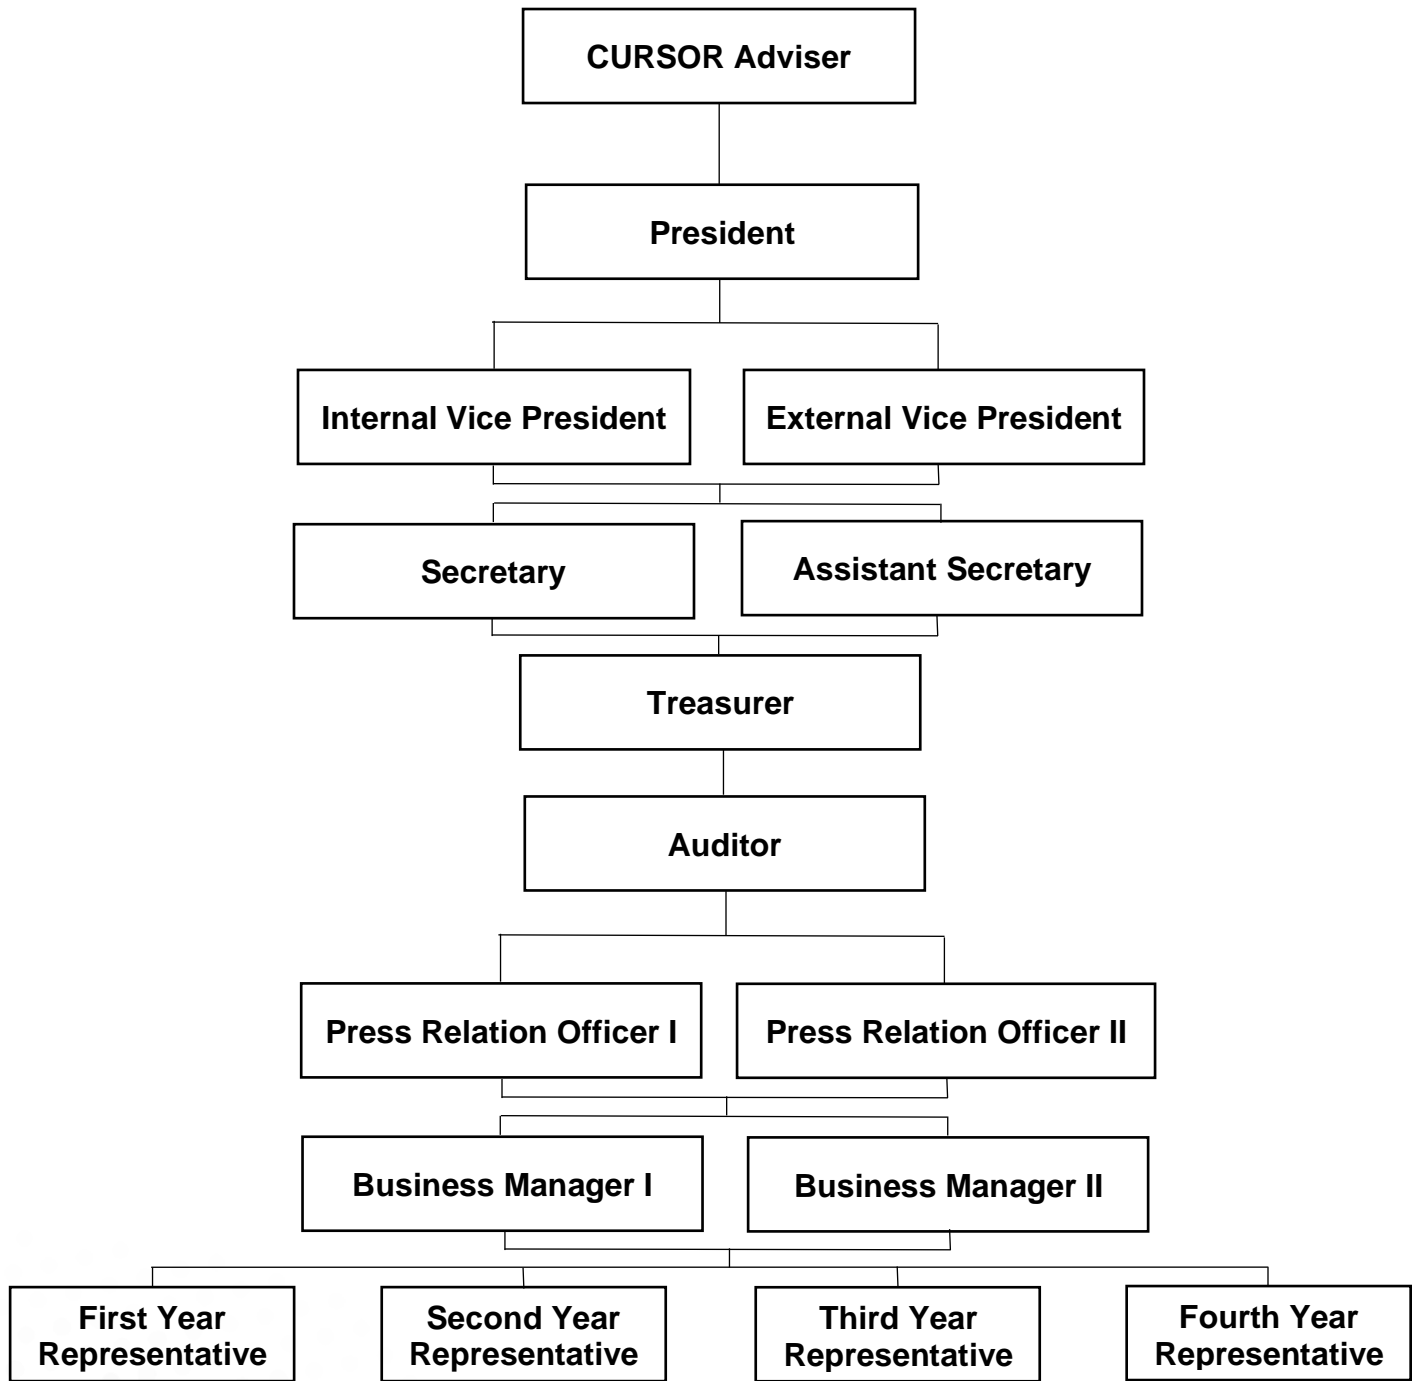 CURSOR Adviser
President
Internal Vice President
External Vice President
Secretary
Assistant Secretary
Treasurer
Auditor
Press Relation Officer I
Press Relation Officer II
Business Manager I
Business Manager II
First Year
Representative
Second Year
Representative
Third Year
Representative
Fourth Year
Representative